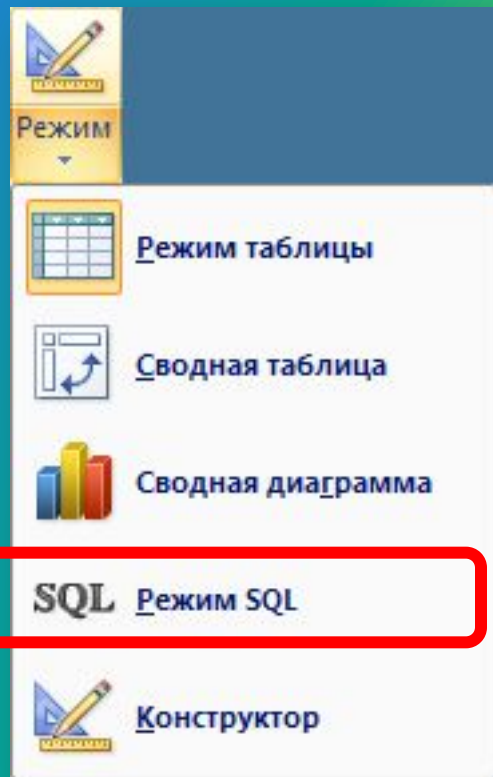 Режим
Режим таблицы
Сводная таблица
Сводная диаграмма
SQL Режим SQL
Конструктор